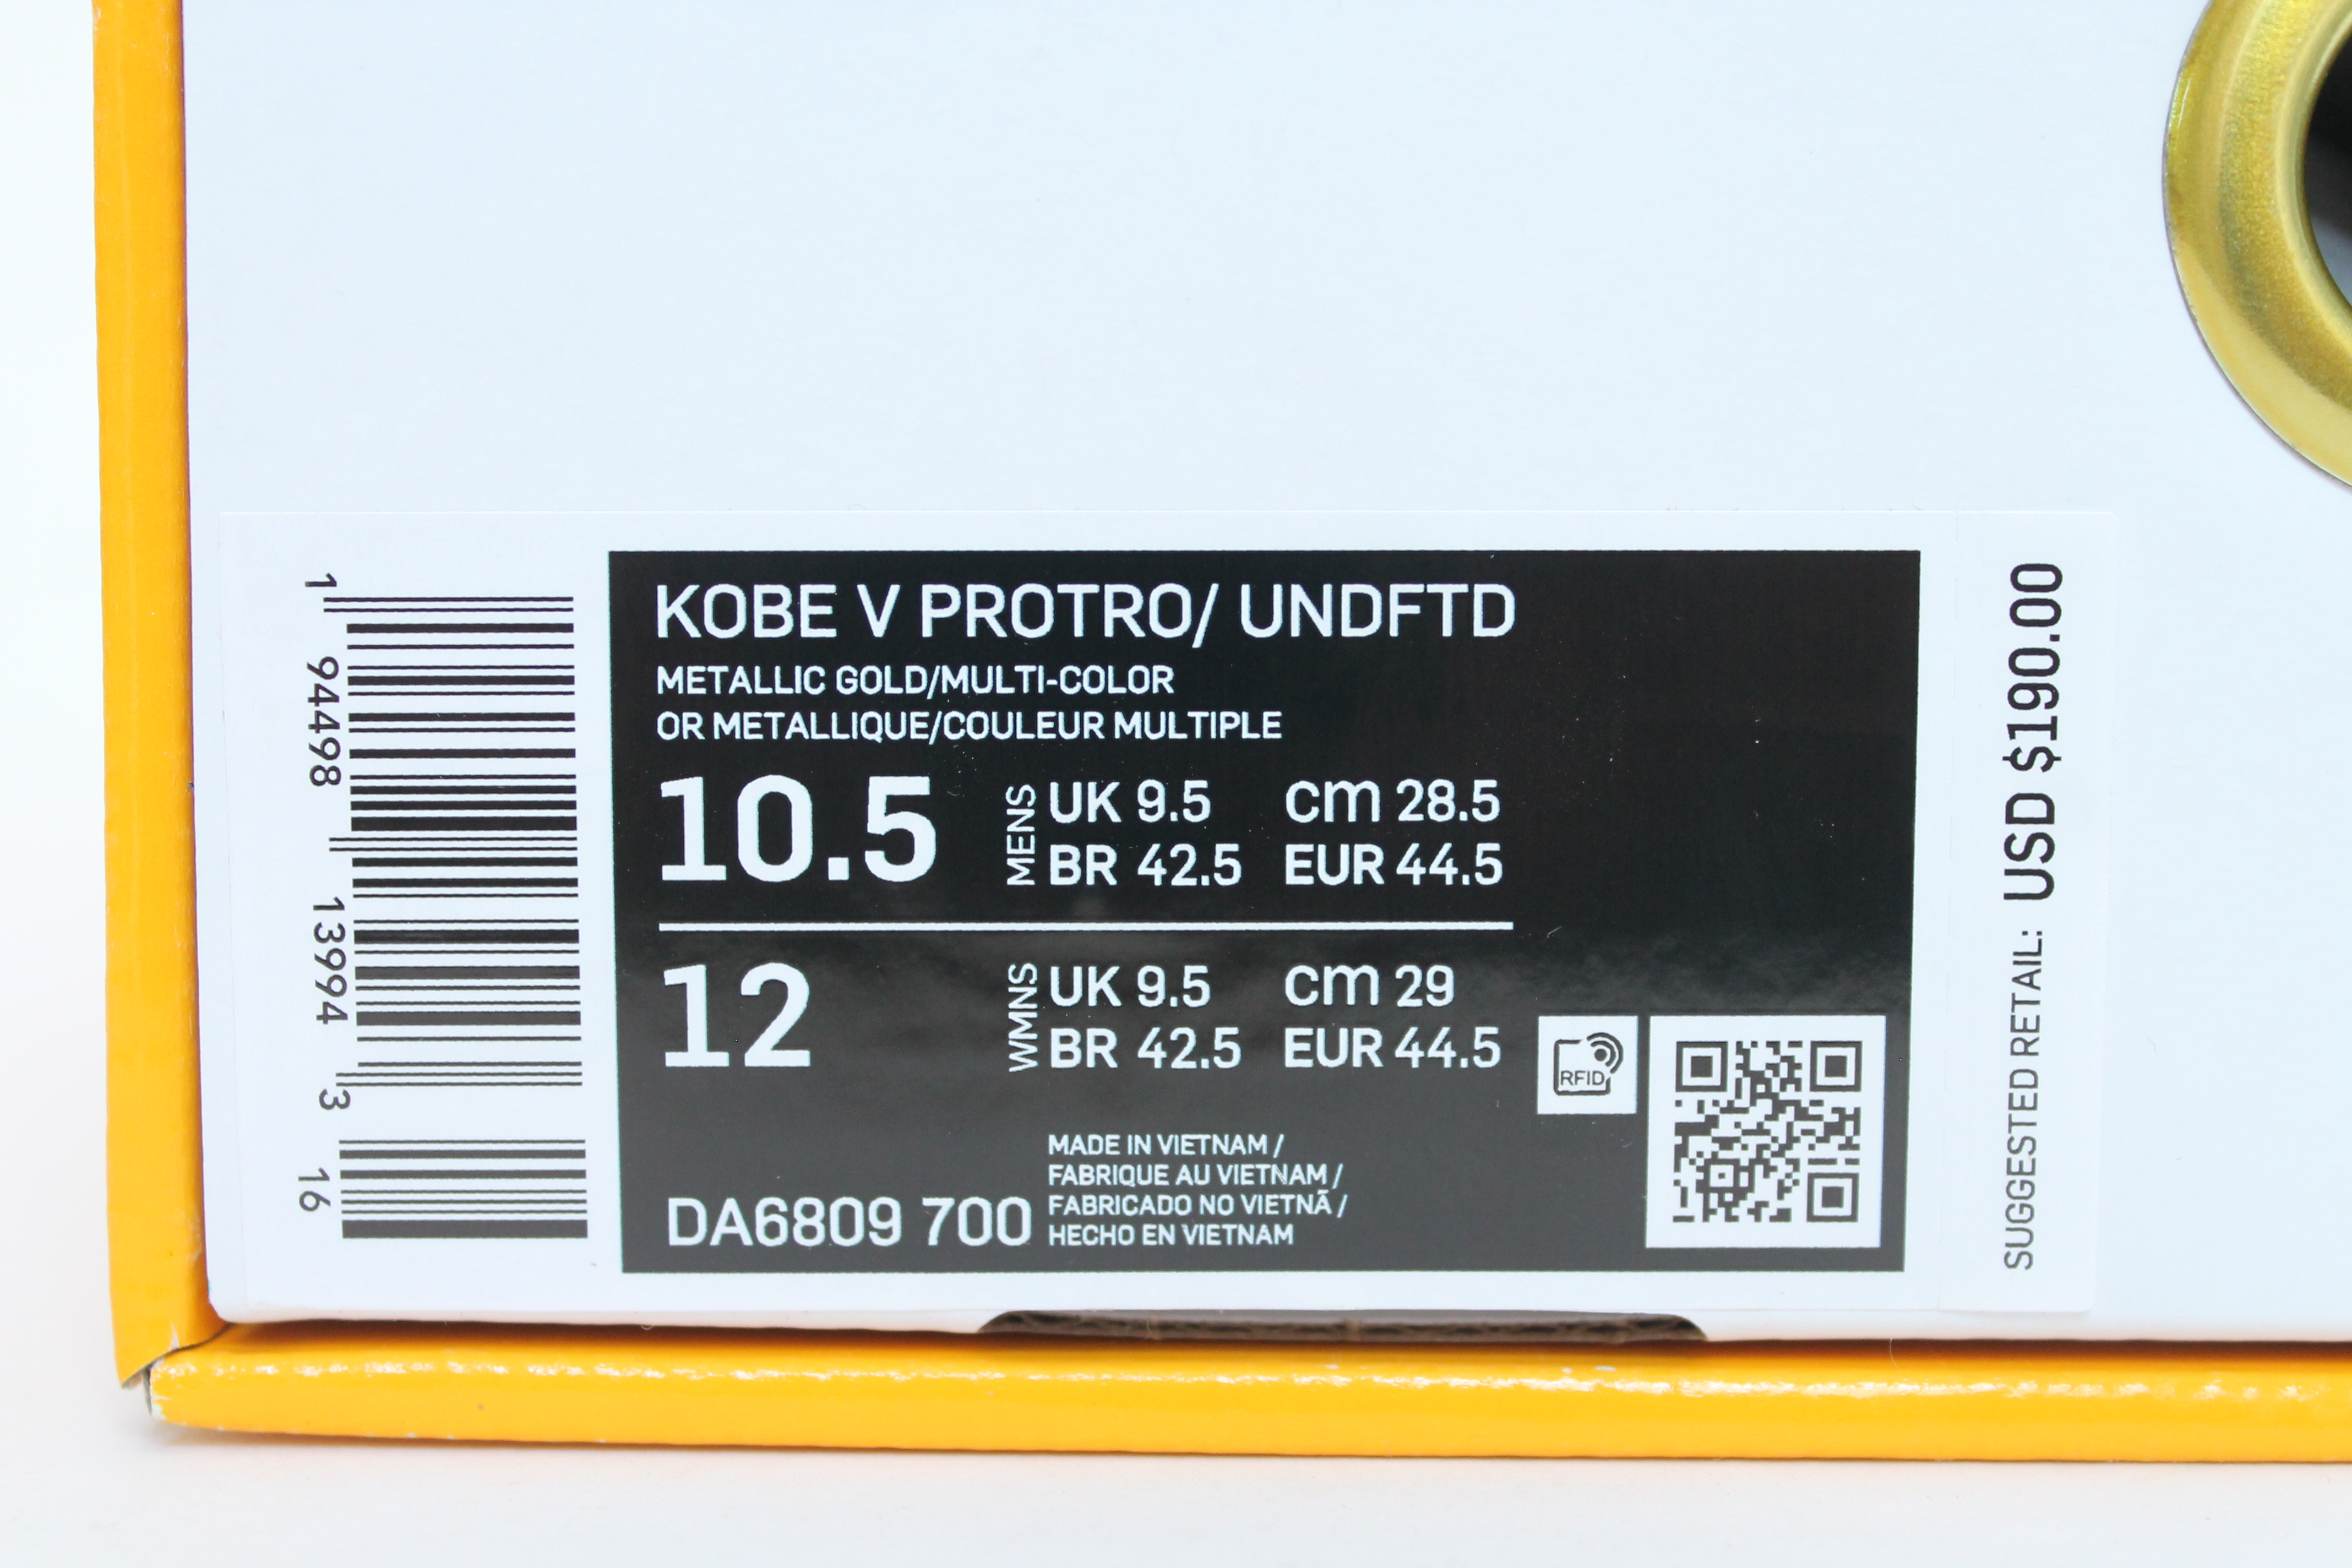 1 94498 13994 3
16
KOBE V PROTRO/ UNDFTD
METALLIC GOLD/MULTI-COLOR
OR METALLIQUE/COULEUR MULTIPLE
10.5 MENS UK 9.5 cm 28.5
BR 42.5 EUR 44.5
12 WMNS UK 9.5 cm 29
BR 42.5 EUR 44.5
RFID
MADE IN VIETNAM /
FABRIQUE AU VIETNAM /
FABRICADO NO VIETNÃ /
HECHO EN VIETNAM
DA6809 700
SUGGESTED RETAIL: USD $190.00